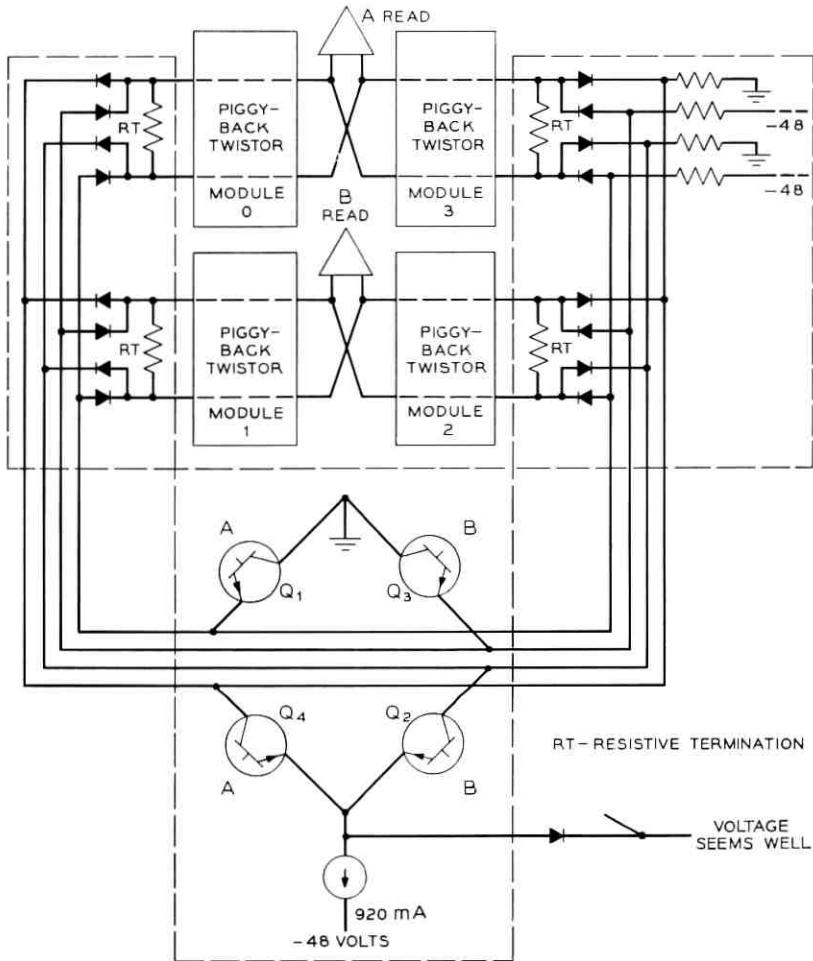 A READ
PIGGY-
BACK
TWISTOR
MODULE
0
RT
PIGGY-
BACK
TWISTOR
MODULE
3
RT
-48
-48
B
READ
PIGGY-
BACK
TWISTOR
MODULE
1
RT
PIGGY-
BACK
TWISTOR
MODULE
2
RT
A
Q1
B
Q3
Q4
A
Q2
B
RT-RESISTIVE TERMINATION
VOLTAGE
SEEMS WELL
920 mA
-48 VOLTS